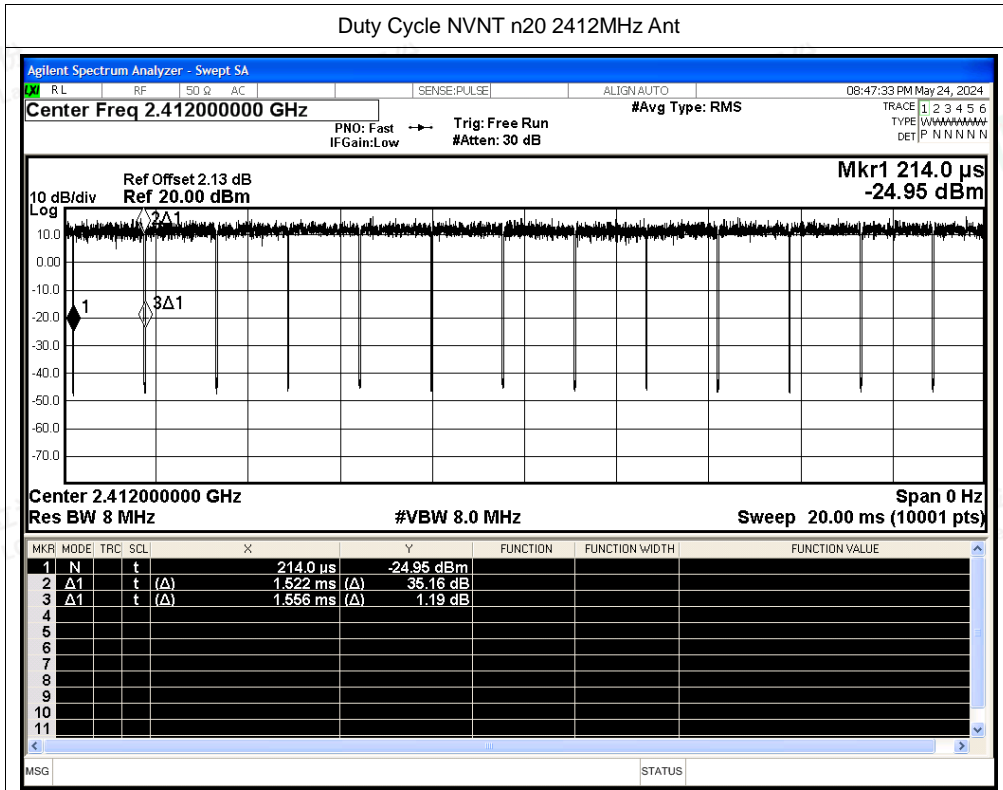 Duty Cycle NVNT n20 2412MHz Ant
Agilent Spectrum Analyzer - Swept SA
LXI RL RF 50 Ω AC SENSE:PULSE ALIGN AUTO 08:47:33 PM May 24, 2024
Center Freq 2.412000000 GHz #Avg Type: RMS TRACE 1 2 3 4 5 6
PNO: Fast Trig: Free Run TYPE WWWWWW
IFGain:Low #Atten: 30 dB DET P N N N N N
Mkr1 214.0 µs
Ref Offset 2.13 dB
10 dB/div Ref 20.00 dBm -24.95 dBm
Log
2Δ1
10.0
0.00
-10.0
1 3Δ1
-20.0
-30.0
-40.0
-50.0
-60.0
-70.0
Center 2.412000000 GHz Span 0 Hz
Res BW 8 MHz #VBW 8.0 MHz Sweep 20.00 ms (10001 pts)
MKR MODE TRC SCL X Y FUNCTION FUNCTION WIDTH FUNCTION VALUE
1 N t 214.0 µs -24.95 dBm
2 Δ1 t (Δ) 1.522 ms (Δ) 35.16 dB
3 Δ1 t (Δ) 1.556 ms (Δ) 1.19 dB
4
5
6
7
8
9
10
11
MSG STATUS